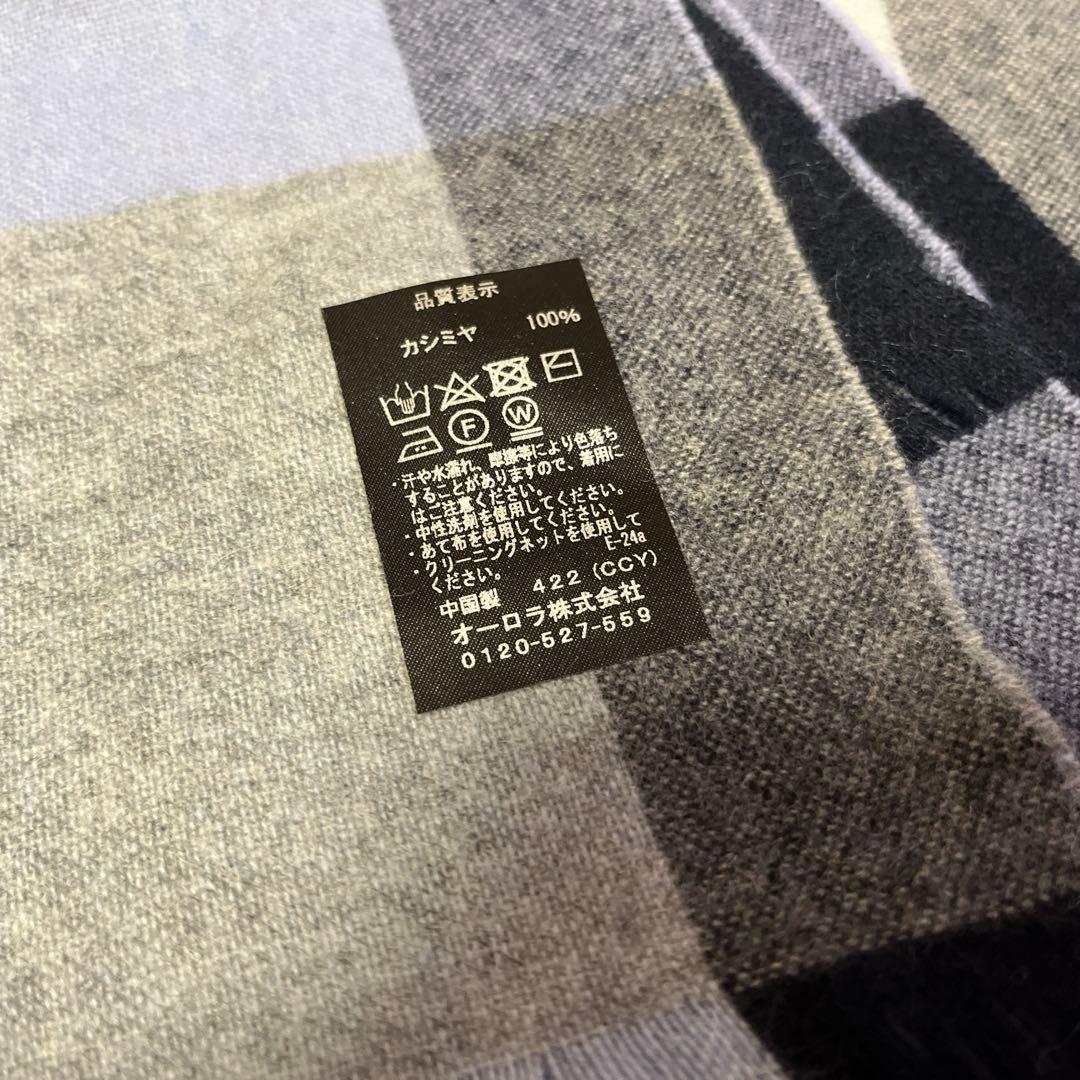 品質表示
カシミヤ 100%
F W
・汗や水濡れ、摩擦等により色落ち
することがありますので、着用に
はご注意ください。
・中性洗剤を使用してください。
・あて布を使用してください。
・クリーニングネットを使用して
ください。 E-24a
中国製 422 (CCY)
オーロラ株式会社
0120-527-559